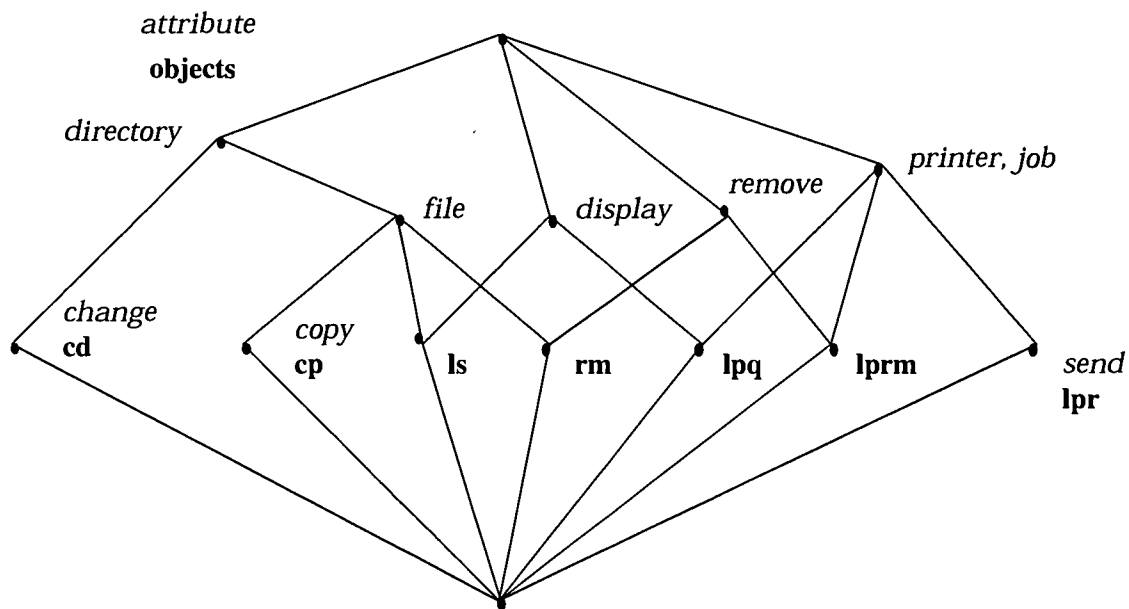 attribute
objects
directory
printer, job
remove
file
display
change
cd
copy
cp
ls
rm
lpq
lprm
send
lpr